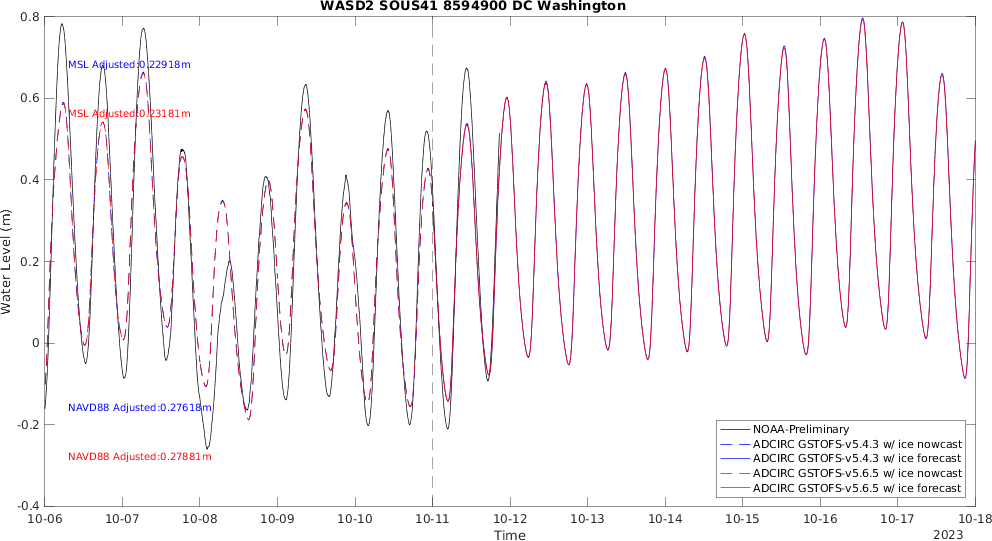 WASD2 SOUS41 8594900 DC Washington
0.8
0.6
0.4
0.2
0
-0.2
-0.4
Water Level (m)
MSL Adjusted:0.22918m
MSL Adjusted:0.23181m
NAVD88 Adjusted:0.27618m
NAVD88 Adjusted:0.27881m
NOAA-Preliminary
ADCIRC GSTOFS-v5.4.3 w/ ice nowcast
ADCIRC GSTOFS-v5.4.3 w/ ice forecast
ADCIRC GSTOFS-v5.6.5 w/ ice nowcast
ADCIRC GSTOFS-v5.6.5 w/ ice forecast
10-06 10-07 10-08 10-09 10-10 10-11 10-12 10-13 10-14 10-15 10-16 10-17 10-18
Time
2023